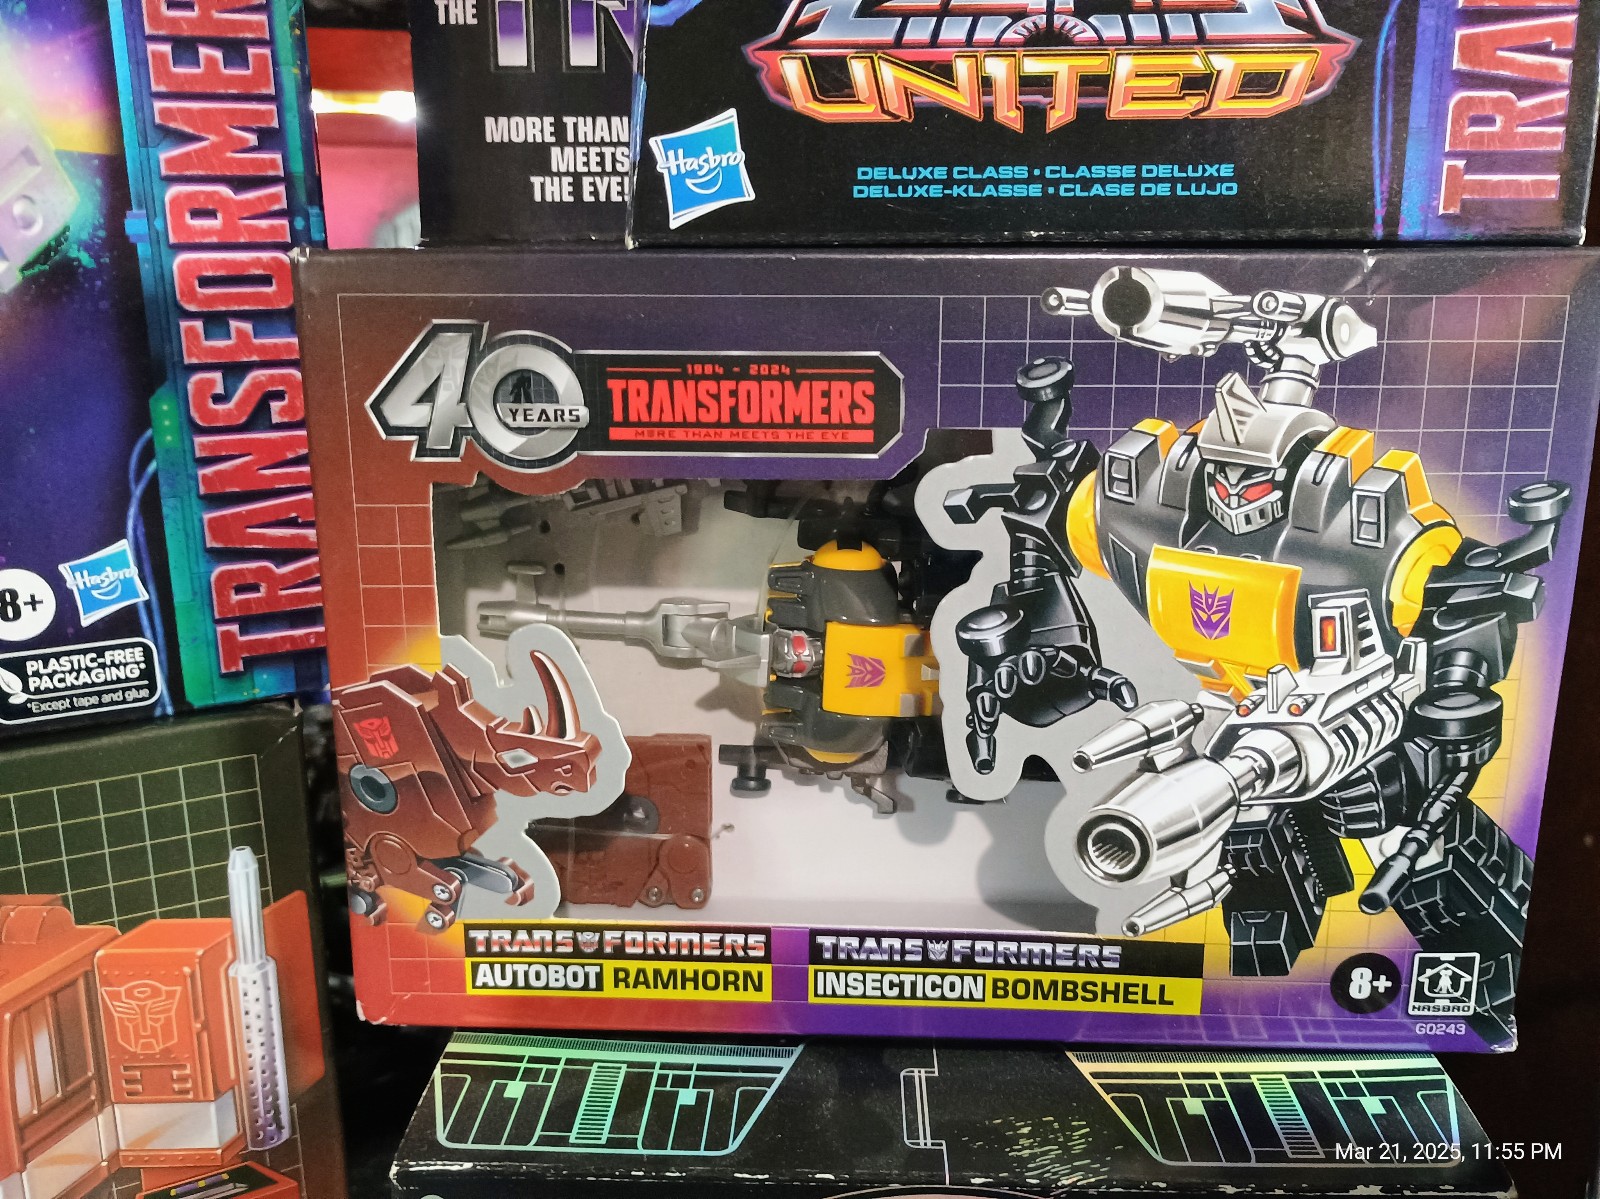 THE
MORE THAN
MEETS
THE EYE!
UNITED
Hasbro
DELUXE CLASS • CLASSE DELUXE
DELUXE-KLASSE • CLASE DE LUJO
TRA
TRANSFORMER
8+
Hasbro
PLASTIC-FREE
PACKAGING*
*Except tape and glue
40
YEARS
1984 - 2024
TRANSFORMERS
MORE THAN MEETS THE EYE
TRANSFORMERS
AUTOBOT RAMHORN
TRANSFORMERS
INSECTICON BOMBSHELL
8+
HASBRO
G0243
Mar 21, 2025, 11:55 PM